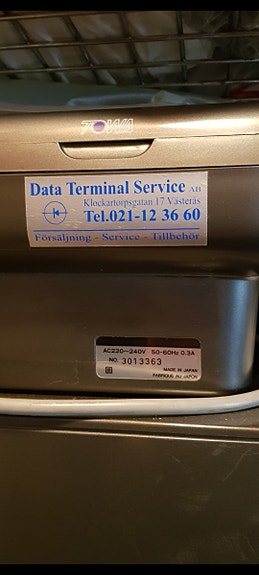 TOWA
Data Terminal Service AB
Klockartorpsgatan 17 Västerås
Tel.021-12 36 60
Försäljning - Service - Tillbehör
AC220~240V 50-60Hz 0.3A
NO. 3013363
MADE IN JAPAN
FABRIQUE AU JAPON